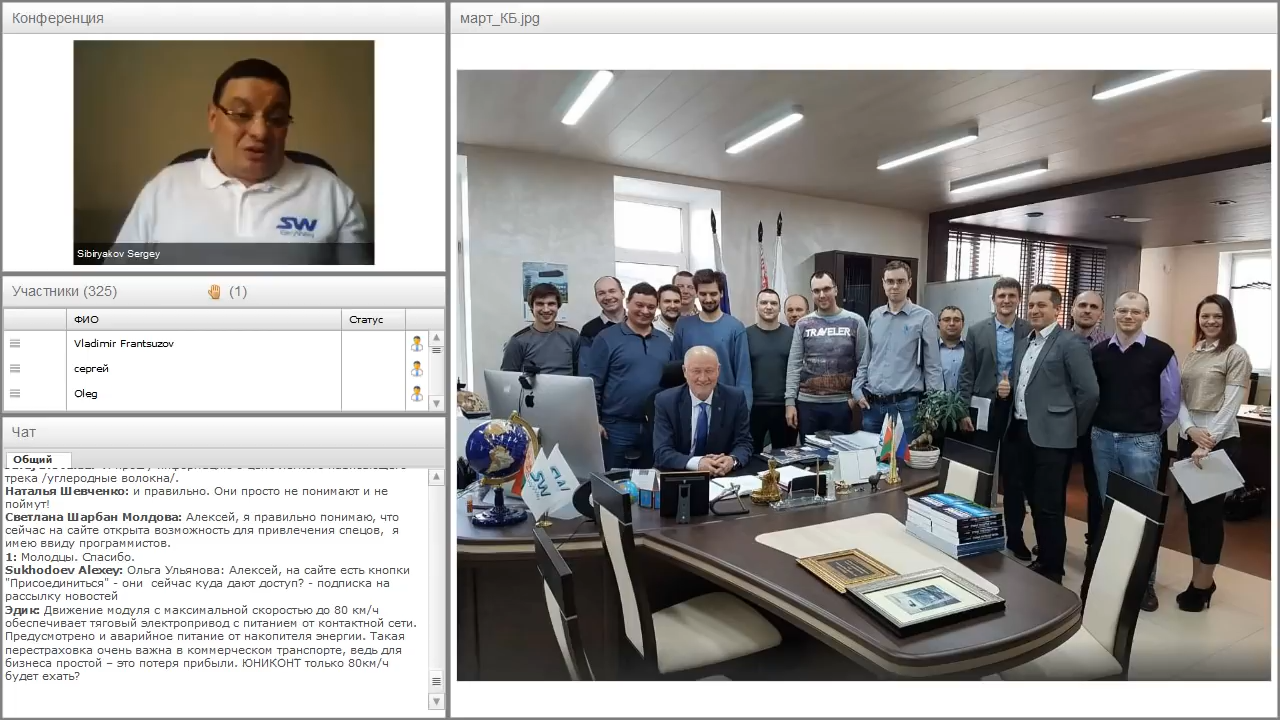 Конференция
Sibiryakov Sergey
SW
Участники (325)
(1)
ФИО
Статус
Vladimir Frantsuzov
сергей
Oleg
Чат
Общий
трека /углеродные волокна/.
Наталья Шевченко: и правильно. Они просто не понимают и не
поймут!
Светлана Шарбан Молдова: Алексей, я правильно понимаю, что
сейчас на сайте открыта возможность для привлечения спецов, я
имею ввиду программистов.
1: Молодцы. Спасибо.
Sukhodoev Alexey: Ольга Ульянова: Алексей, на сайте есть кнопки
"Присоединиться" - они сейчас куда дают доступ? - подписка на
рассылку новостей
Эдик: Движение модуля с максимальной скоростью до 80 км/ч
обеспечивает тяговый электропривод с питанием от контактной сети.
Предусмотрено и аварийное питание от накопителя энергии. Такая
перестраховка очень важна в коммерческом транспорте, ведь для
бизнеса простой – это потеря прибыли. ЮНИКОНТ только 80км/ч
будет ехать?
март_КБ.jpg
TRAVELER
SW